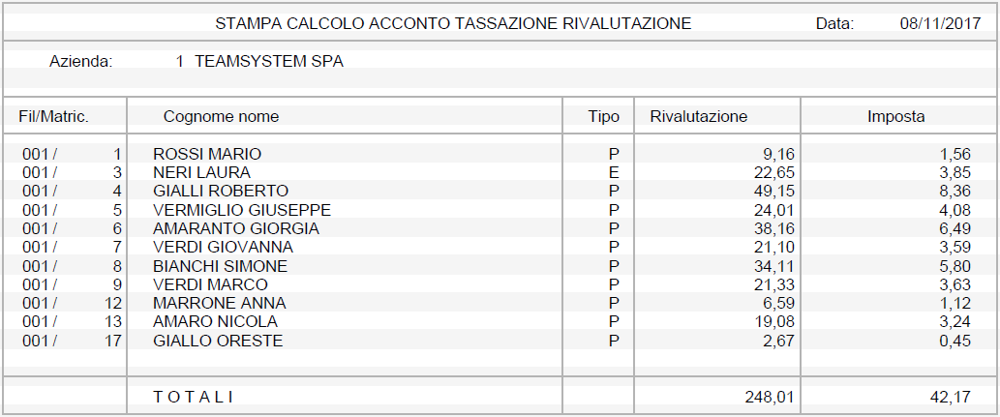 STAMPA CALCOLO ACCONTO TASSAZIONE RIVALUTAZIONE Data: 08/11/2017
Azienda: 1 TEAMSYSTEM SPA
Fil/Matric. Cognome nome Tipo Rivalutazione Imposta
001 / 1 ROSSI MARIO P 9,16 1,56
001 / 3 NERI LAURA E 22,65 3,85
001 / 4 GIALLI ROBERTO P 49,15 8,36
001 / 5 VERMIGLIO GIUSEPPE P 24,01 4,08
001 / 6 AMARANTO GIORGIA P 38,16 6,49
001 / 7 VERDI GIOVANNA P 21,10 3,59
001 / 8 BIANCHI SIMONE P 34,11 5,80
001 / 9 VERDI MARCO P 21,33 3,63
001 / 12 MARRONE ANNA P 6,59 1,12
001 / 13 AMARO NICOLA P 19,08 3,24
001 / 17 GIALLO ORESTE P 2,67 0,45
T O T A L I 248,01 42,17